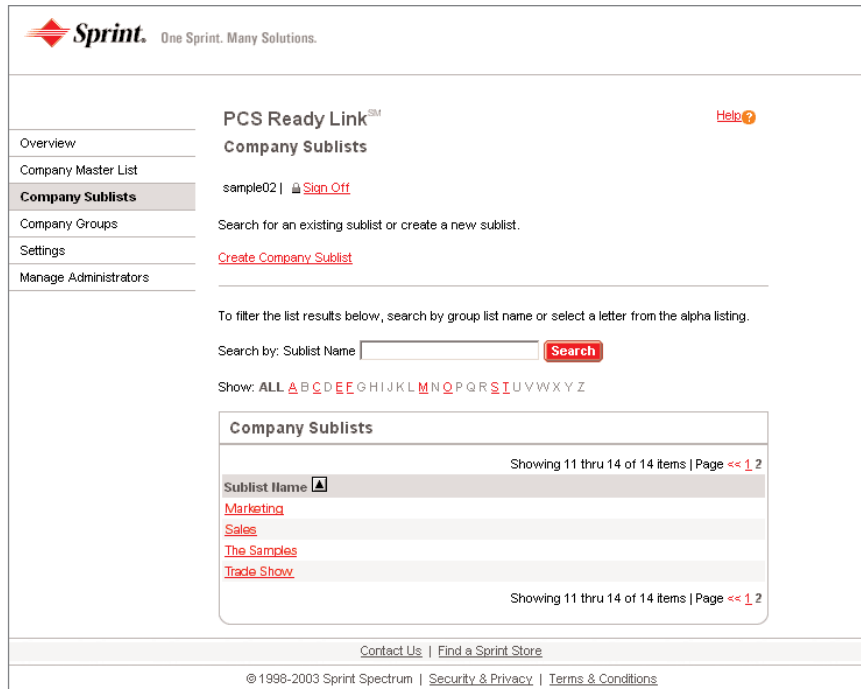 Sprint. One Sprint. Many Solutions.
PCS Ready Link℠
Help?
Company Sublists
Overview
Company Master List
Company Sublists
Company Groups
Settings
Manage Administrators
sample02 | Sign Off
Search for an existing sublist or create a new sublist.
Create Company Sublist
To filter the list results below, search by group list name or select a letter from the alpha listing.
Search by: Sublist Name Search
Show: ALL A B C D E F G H I J K L M N O P Q R S T U V W X Y Z
Company Sublists
Showing 11 thru 14 of 14 items | Page << 1 2
Sublist Name
Marketing
Sales
The Samples
Trade Show
Showing 11 thru 14 of 14 items | Page << 1 2
Contact Us | Find a Sprint Store
© 1998-2003 Sprint Spectrum | Security & Privacy | Terms & Conditions